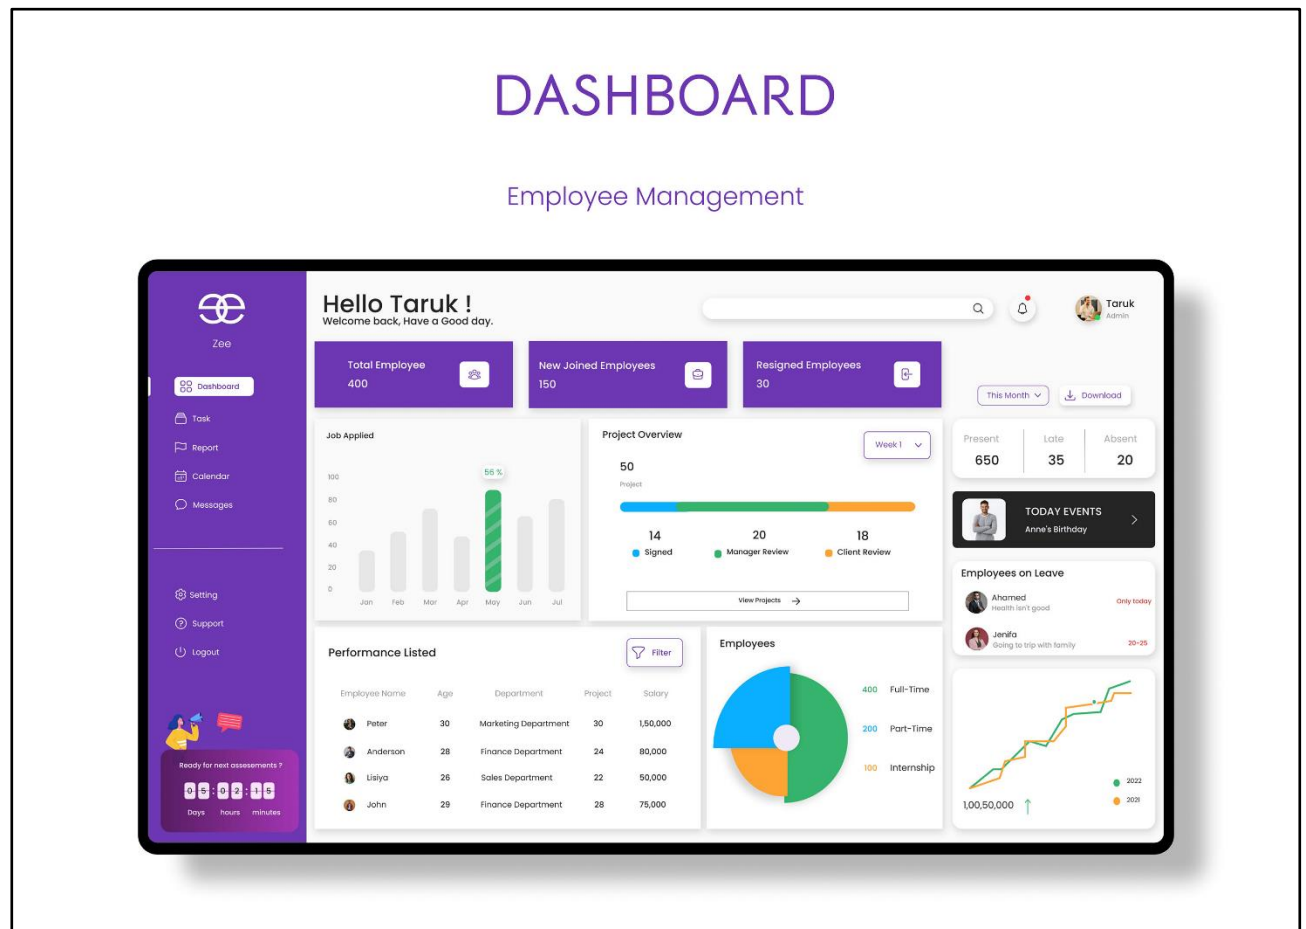 DASHBOARD
Employee Management
Zee
Dashboard
Task
Report
Calendar
Messages
Setting
Support
Logout
Ready for next assesements ?
0 5 : 0 2 : 1 5
Days hours minutes
Hello Taruk !
Welcome back, Have a Good day.
Taruk
Admin
Total Employee
400
New Joined Employees
150
Resigned Employees
30
This Month
Download
Job Applied
100
80
60
40
20
0
56 %
Jan Feb Mar Apr May Jun Jul
Project Overview
Week 1
50
Project
14 20 18
Signed Manager Review Client Review
View Projects
Present Late Absent
650 35 20
TODAY EVENTS
Anne's Birthday
Employees on Leave
Ahamed
Health isn't good
Only today
Jenifa
Going to trip with family
20-25
Performance Listed
Filter
Employee Name Age Department Project Salary
Peter 30 Marketing Department 30 1,50,000
Anderson 28 Finance Department 24 80,000
Lisiya 26 Sales Department 22 50,000
John 29 Finance Department 28 75,000
Employees
400 Full-Time
200 Part-Time
100 Internship
2022
2021
1,00,50,000